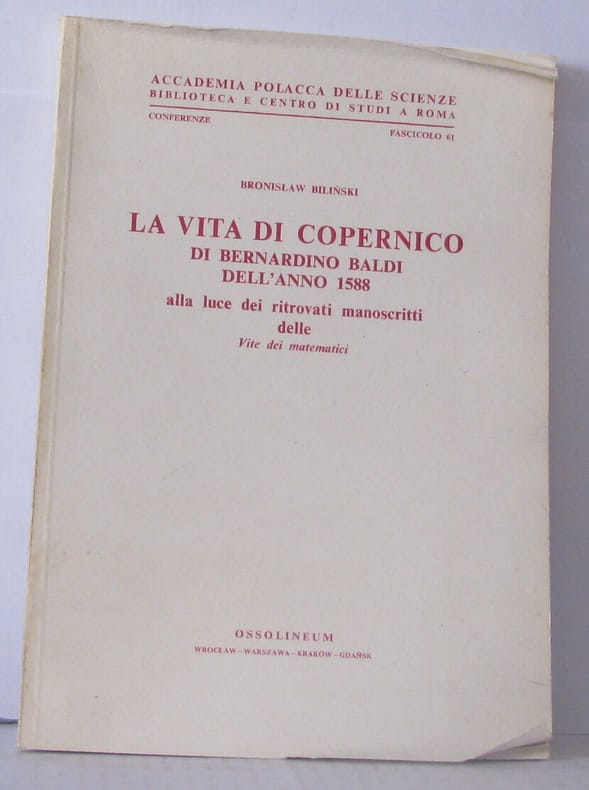 ACCADEMIA POLACCA DELLE SCIENZE
BIBLIOTECA E CENTRO DI STUDI A ROMA
CONFERENZE FASCICOLO 61
BRONISŁAW BILIŃSKI
LA VITA DI COPERNICO
DI BERNARDINO BALDI
DELL'ANNO 1588
alla luce dei ritrovati manoscritti
delle
Vite dei matematici
OSSOLINEUM
WROCŁAW – WARSZAWA – KRAKÓW – GDAŃSK